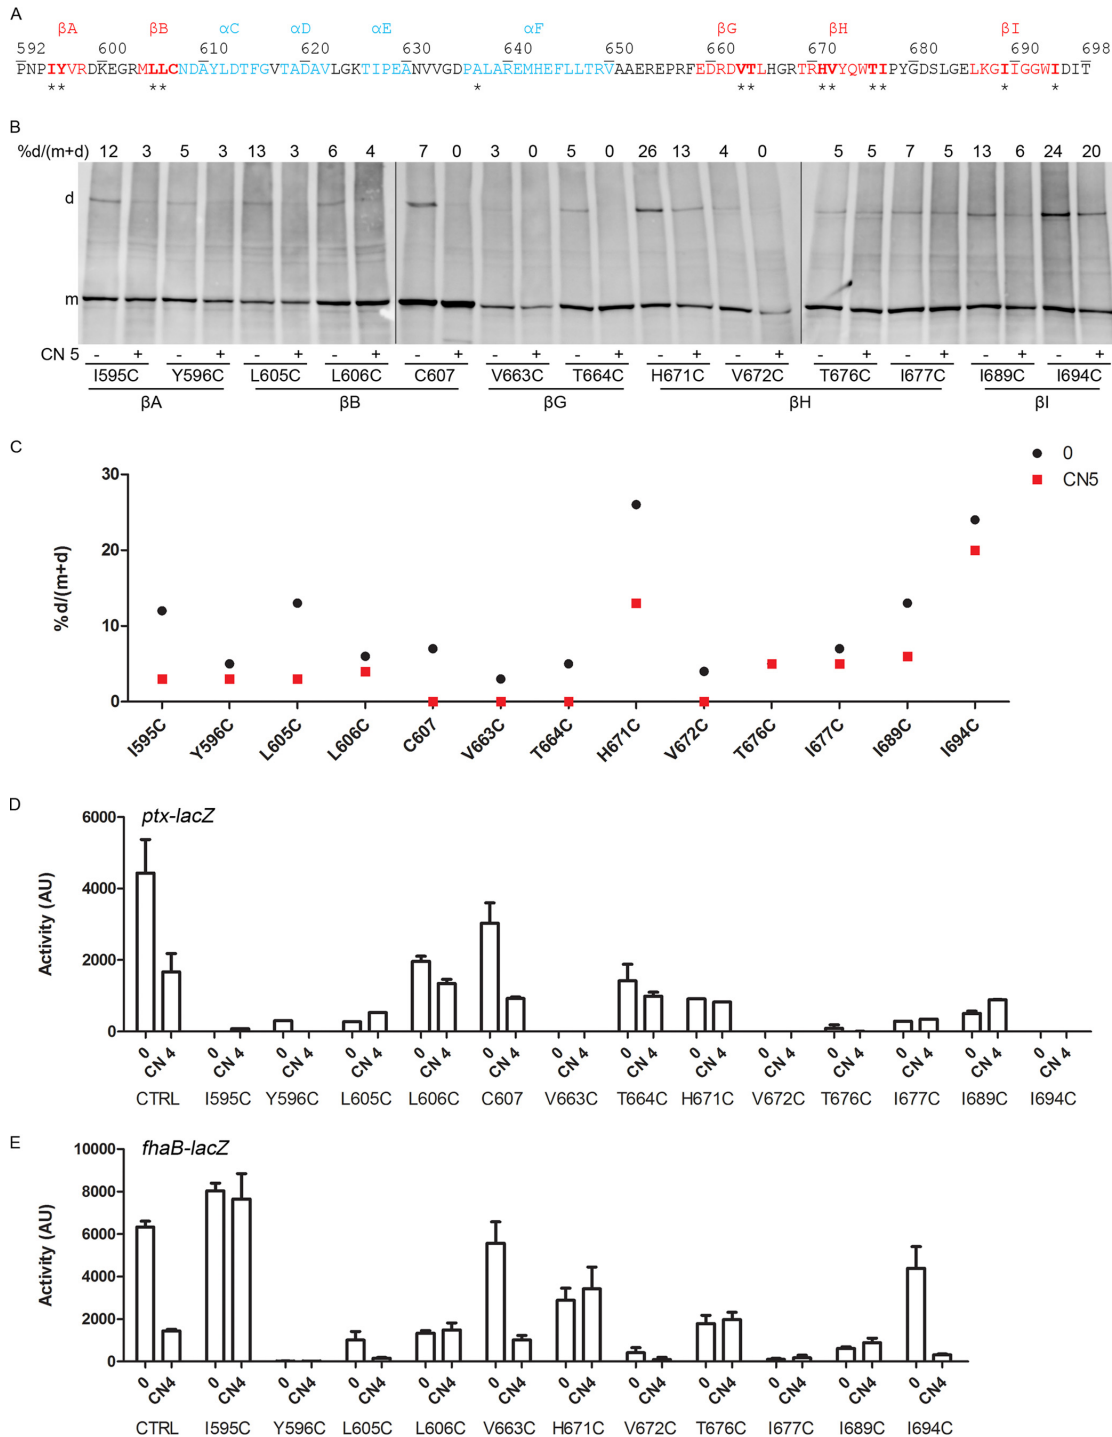 A
βA βB αC αD αE αF βG βH βI
592 600 610 620 630 640 650 660 670 680 690 698
PNPIYVRDKEGRMLLCNDAYLDTFGVTADAVLGKTIPEANVVGDPALAREMHEFLLTRVAAEREPRFEDRDVTLHGRTRHVYQWTIPYGDSLGELKGIIGGWIDIT
** ** * ** ** ** * *
B
%d/(m+d) 12 3 5 3 13 3 6 4 7 0 3 0 5 0 26 13 4 0 5 5 7 5 13 6 24 20
d
m
CN 5 - + - + - + - + - + - + - + - + - + - + - + - + - +
I595C Y596C L605C L606C C607 V663C T664C H671C V672C T676C I677C I689C I694C
βA βB βG βH βI
C
0
CN5
%d/(m+d)
30
20
10
0
I595C Y596C L605C L606C C607 V663C T664C H671C V672C T676C I677C I689C I694C
D
ptx-lacZ
Activity (AU)
6000
4000
2000
0
0 CN 4 0 CN 4 0 CN 4 0 CN 4 0 CN 4 0 CN 4 0 CN 4 0 CN 4 0 CN 4 0 CN 4 0 CN 4 0 CN 4 0 CN 4 0 CN 4
CTRL I595C Y596C L605C L606C C607 V663C T664C H671C V672C T676C I677C I689C I694C
E
fhaB-lacZ
Activity (AU)
10000
8000
6000
4000
2000
0
0 CN4 0 CN4 0 CN4 0 CN4 0 CN4 0 CN4 0 CN4 0 CN4 0 CN4 0 CN4 0 CN4 0 CN4
CTRL I595C Y596C L605C L606C V663C H671C V672C T676C I677C I689C I694C